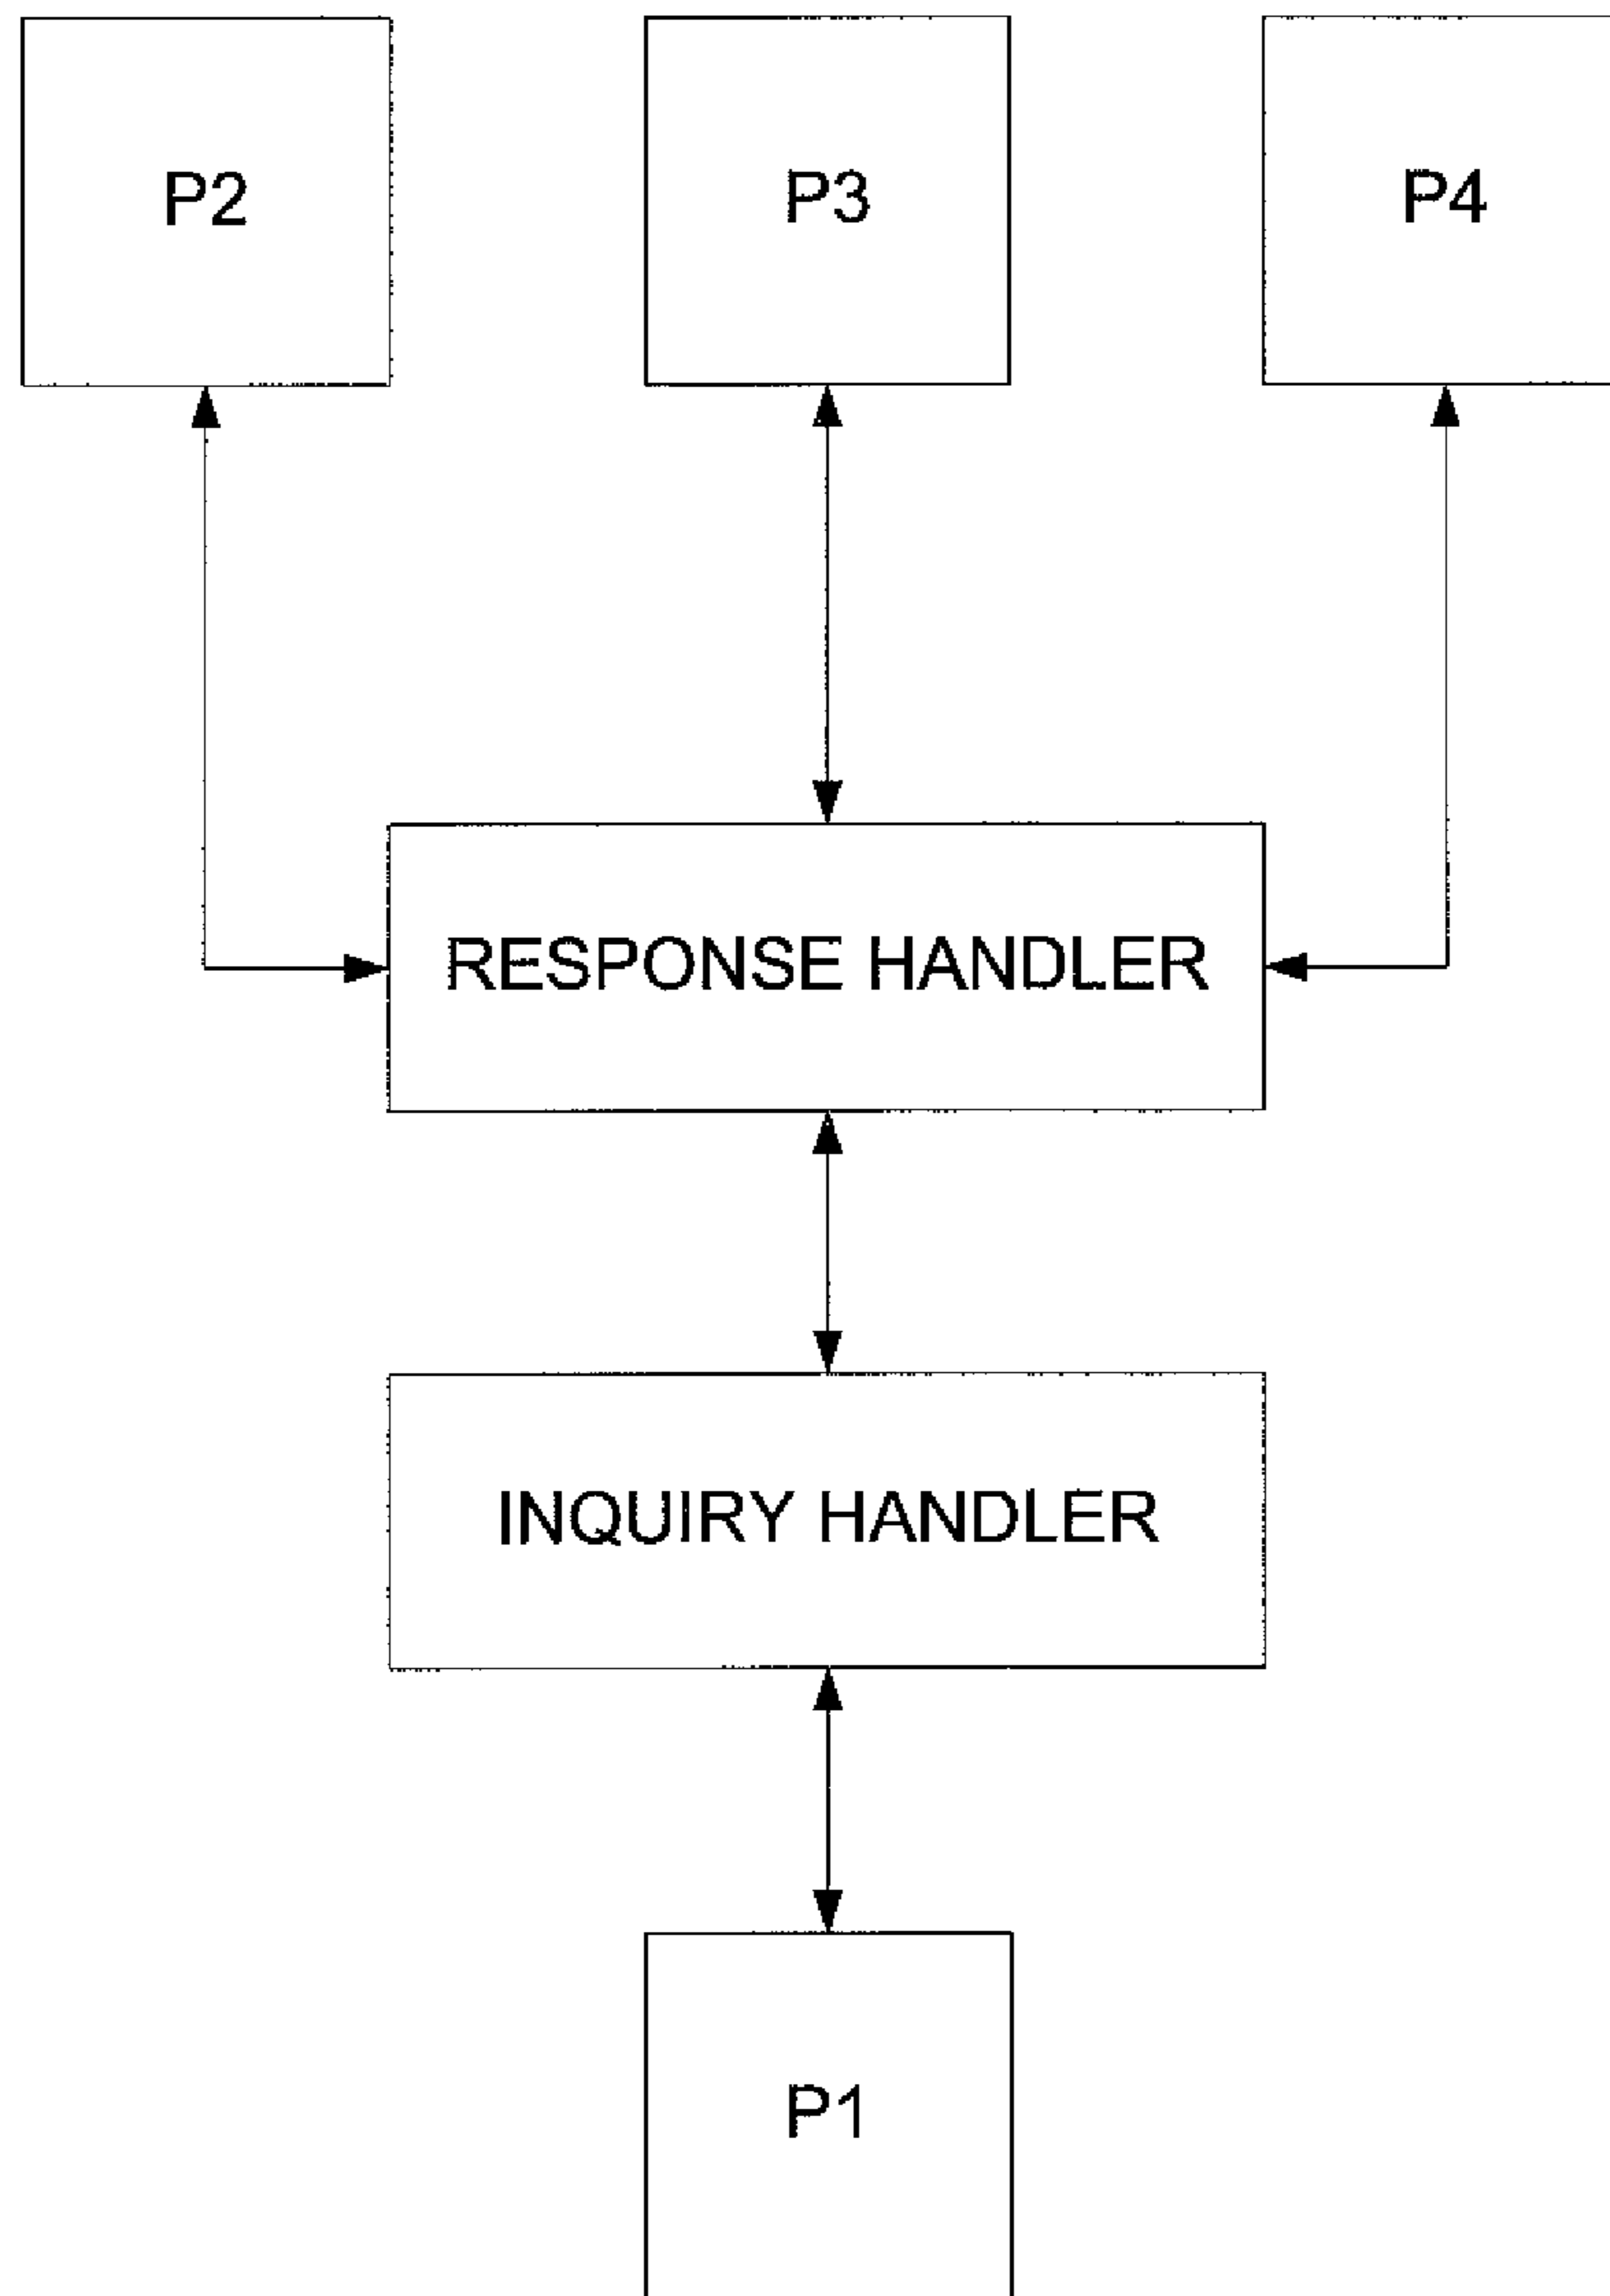 P2
P3
P4
RESPONSE HANDLER
INQUIRY HANDLER
P1